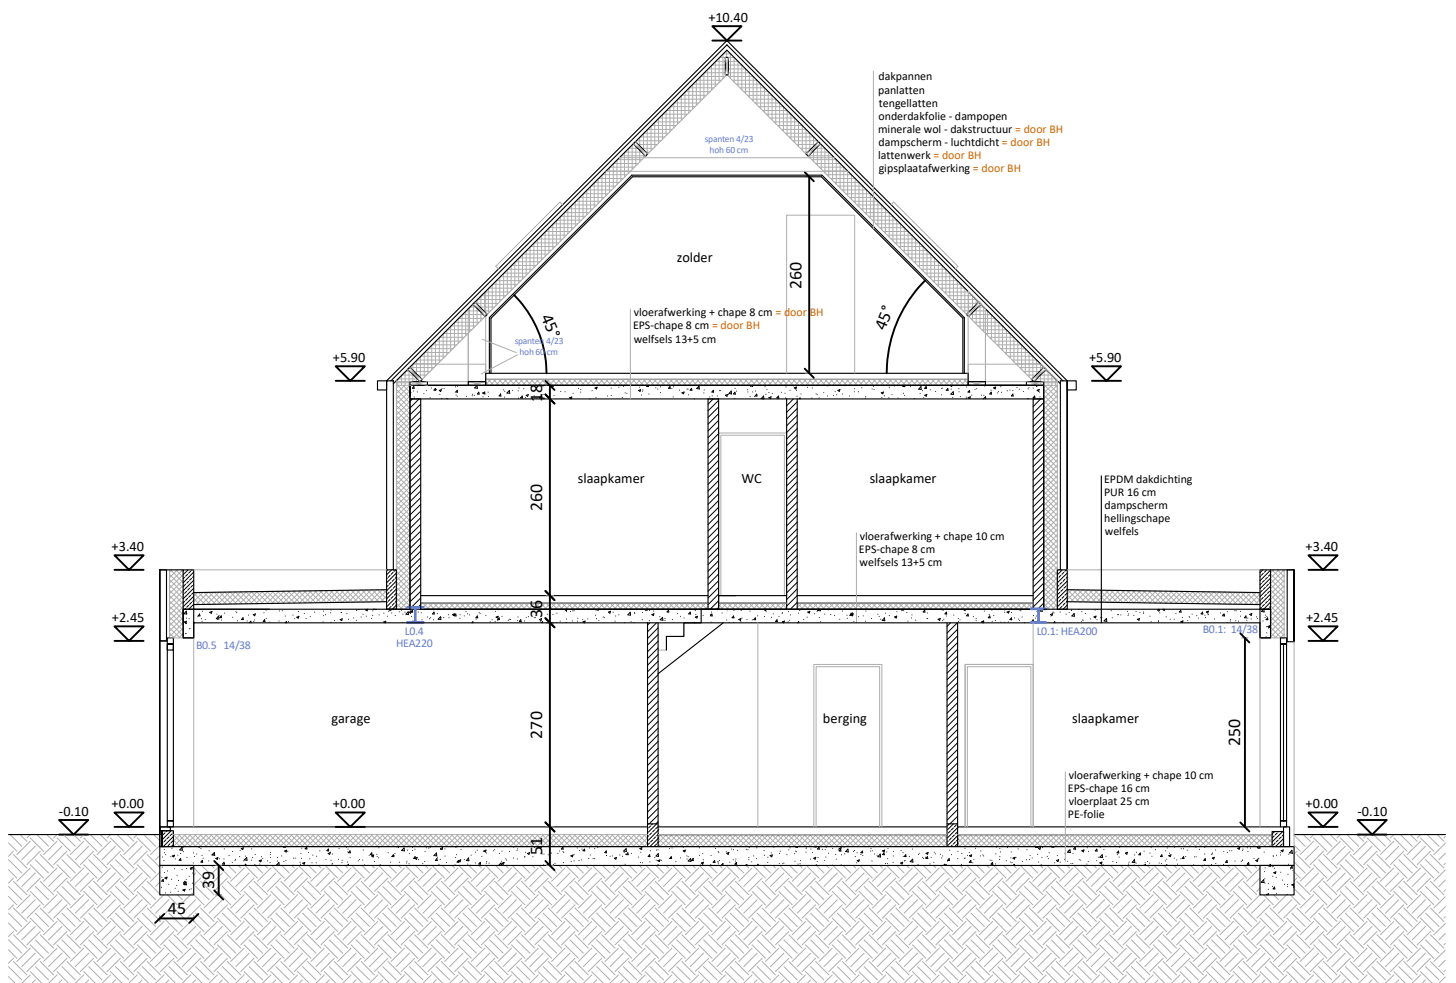 +10.40
dakpannen
panlatten
tengellatten
onderdakfolie - dampopen
minerale wol - dakstructuur = door BH
dampscherm - luchtdicht = door BH
lattenwerk = door BH
gipsplaatafwerking = door BH
spanten 4/23
hoh 60 cm
zolder
260
45°
45°
vloerafwerking + chape 8 cm = door BH
EPS-chape 8 cm = door BH
welfsels 13+5 cm
spanten 4/23
hoh 60 cm
+5.90
+5.90
18
slaapkamer
WC
slaapkamer
260
EPDM dakdichting
PUR 16 cm
dampscherm
hellingschape
welfels
vloerafwerking + chape 10 cm
EPS-chape 8 cm
welfsels 13+5 cm
+3.40
+3.40
36
+2.45
+2.45
B0.5 14/38
L0.4
HEA220
L0.1: HEA200
B0.1: 14/38
garage
270
berging
slaapkamer
250
vloerafwerking + chape 10 cm
EPS-chape 16 cm
vloerplaat 25 cm
PE-folie
-0.10
+0.00
+0.00
+0.00
-0.10
51
39
45